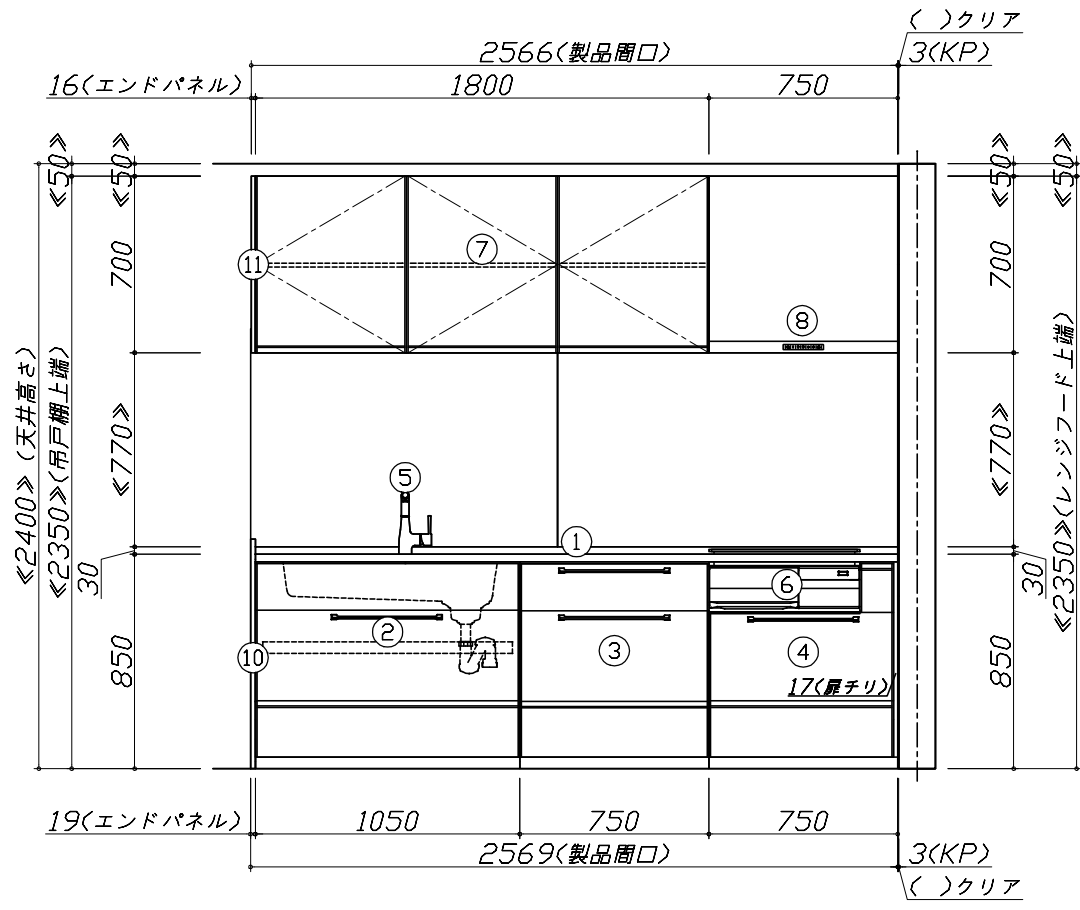 ( )クリア
2566(製品間口)
3(KP)
16(エンドパネル)
1800
750
≪50≫
≪50≫
≪50≫
≪50≫
700
700
⑦
⑪
⑧
≪2400≫(天井高さ)
≪2350≫(吊戸棚上端)
≪770≫
≪770≫
≪2350≫(レンジフード上端)
⑤
①
30
30
⑥
②
③
④
⑩
850
850
17(扉チリ)
19(エンドパネル)
1050
750
750
2569(製品間口)
3(KP)
( )クリア